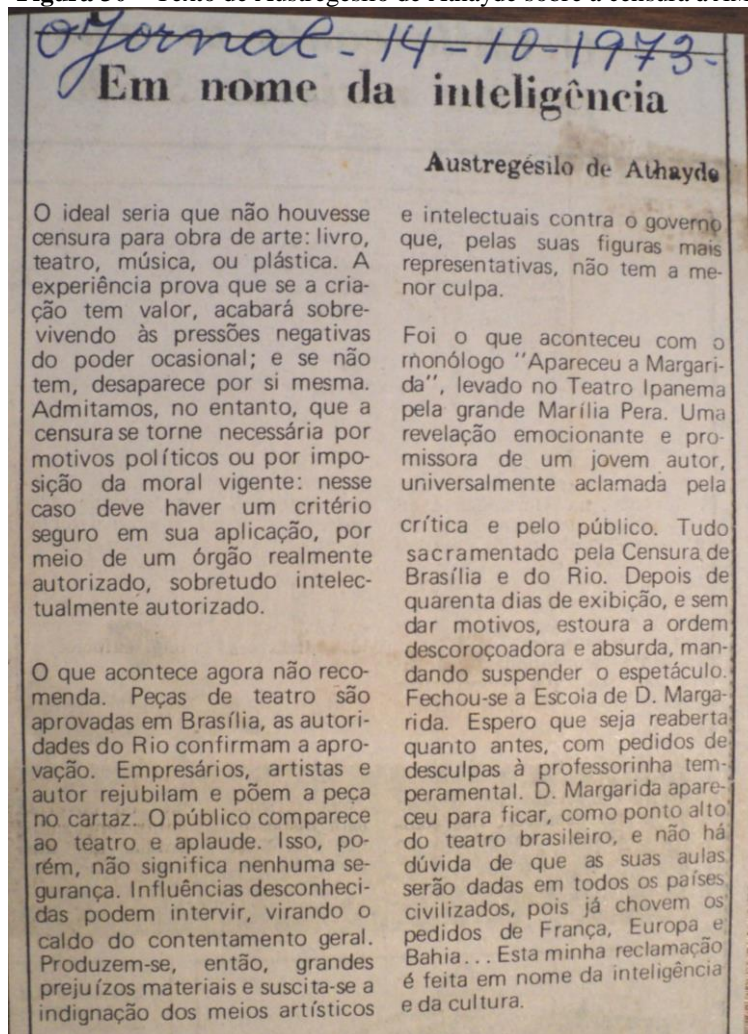 O Jornal - 14-10-1973-
Em nome da inteligência
Austregésilo de Athayde
O ideal seria que não houvesse
censura para obra de arte: livro,
teatro, música, ou plástica. A
experiência prova que se a cria-
ção tem valor, acabará sobre-
vivendo às pressões negativas
do poder ocasional; e se não
tem, desaparece por si mesma.
Admitamos, no entanto, que a
censura se torne necessária por
motivos políticos ou por impo-
sição da moral vigente: nesse
caso deve haver um critério
seguro em sua aplicação, por
meio de um órgão realmente
autorizado, sobretudo intelec-
tualmente autorizado.
O que acontece agora não reco-
menda. Peças de teatro são
aprovadas em Brasília, as autori-
dades do Rio confirmam a apro-
vação. Empresários, artistas e
autor rejubilam e põem a peça
no cartaz. O público comparece
ao teatro e aplaude. Isso, po-
rém, não significa nenhuma se-
gurança. Influências desconheci-
das podem intervir, virando o
caldo do contentamento geral.
Produzem-se, então, grandes
prejuízos materiais e suscita-se a
indignação dos meios artísticos
e intelectuais contra o governo
que, pelas suas figuras mais
representativas, não tem a me-
nor culpa.
Foi o que aconteceu com o
monólogo "Apareceu a Margari-
da", levado no Teatro Ipanema
pela grande Marília Pera. Uma
revelação emocionante e pro-
missora de um jovem autor,
universalmente aclamada pela
crítica e pelo público. Tudo
sacramentado pela Censura de
Brasília e do Rio. Depois de
quarenta dias de exibição, e sem
dar motivos, estoura a ordem
descoroçoadora e absurda, man-
dando suspender o espetáculo.
Fechou-se a Escola de D. Marga-
rida. Espero que seja reaberta
quanto antes, com pedidos de
desculpas à professorinha tem-
peramental. D. Margarida apare-
ceu para ficar, como ponto alto
do teatro brasileiro, e não há
dúvida de que as suas aulas
serão dadas em todos os países
civilizados, pois já chovem os
pedidos de França, Europa e
Bahia... Esta minha reclamação
é feita em nome da inteligência
e da cultura.